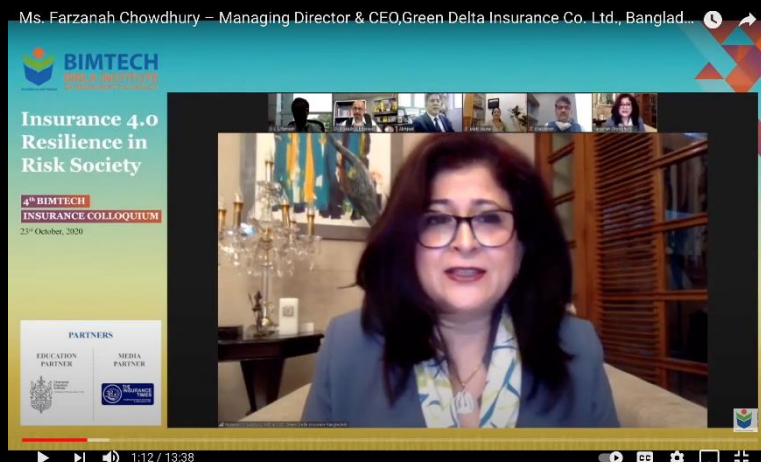 Ms. Farzanah Chowdhury – Managing Director & CEO,Green Delta Insurance Co. Ltd., Banglad...
BIMTECH
BIRLA INSTITUTE
Insurance 4.0
Resilience in
Risk Society
4th BIMTECH
INSURANCE COLLOQUIUM
23rd October, 2020
PARTNERS
EDUCATION
PARTNER
MEDIA
PARTNER
THE
INSURANCE
TIMES
1:12 / 13:38
CC